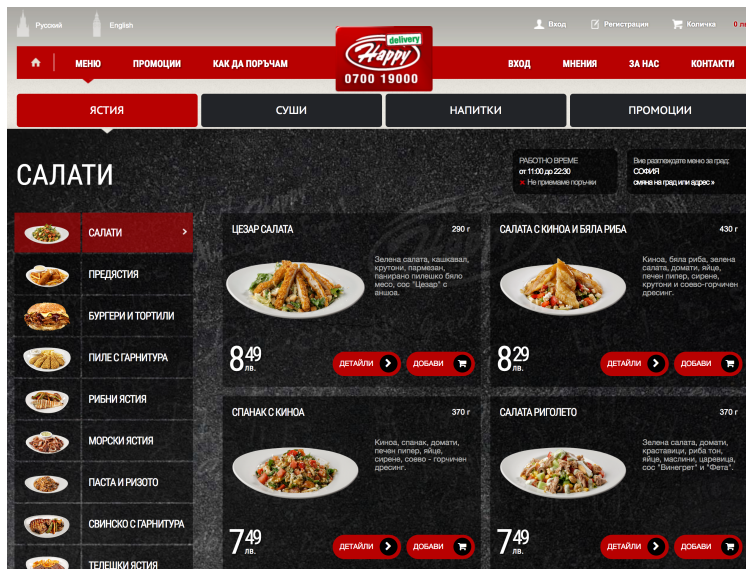 Русский
English
Вход
Регистрация
Количка
0 лв
МЕНЮ
ПРОМОЦИИ
КАК ДА ПОРЪЧАМ
delivery
Happy
0700 19000
ВХОД
МНЕНИЯ
ЗА НАС
КОНТАКТИ
ЯСТИЯ
СУШИ
НАПИТКИ
ПРОМОЦИИ
САЛАТИ
РАБОТНО ВРЕМЕ
от 11:00 до 22:30
× Не приемаме поръчки
Вие разглеждате меню за град:
СОФИЯ
смяна на град или адрес »
САЛАТИ
ПРЕДЯСТИЯ
БУРГЕРИ И ТОРТИЛИ
ПИЛЕ С ГАРНИТУРА
РИБНИ ЯСТИЯ
МОРСКИ ЯСТИЯ
ПАСТА И РИЗОТО
СВИНСКО С ГАРНИТУРА
ТЕЛЕШКИ ЯСТИЯ
ЦЕЗАР САЛАТА
290 г
Зелена салата, кашкавал,
крутони, пармезан,
панирано пилешко бяло
месо, сос "Цезар" с
аншоа.
8 49 лв.
ДЕТАЙЛИ
ДОБАВИ
САЛАТА С КИНОА И БЯЛА РИБА
430 г
Киноа, бяла риба, зелена
салата, домати, яйце,
печен пипер, сирене,
крутони и соево-горчичен
дресинг.
8 29 лв.
ДЕТАЙЛИ
ДОБАВИ
СПАНАК С КИНОА
370 г
Киноа, спанак, домати,
печен пипер, яйце,
сирене, соево - горчичен
дресинг.
7 49 лв.
ДЕТАЙЛИ
ДОБАВИ
САЛАТА РИГОЛЕТО
370 г
Зелена салата, домати,
краставици, риба тон,
яйце, маслини, царевица,
сос "Винегрет" и "Фета".
7 49 лв.
ДЕТАЙЛИ
ДОБАВИ